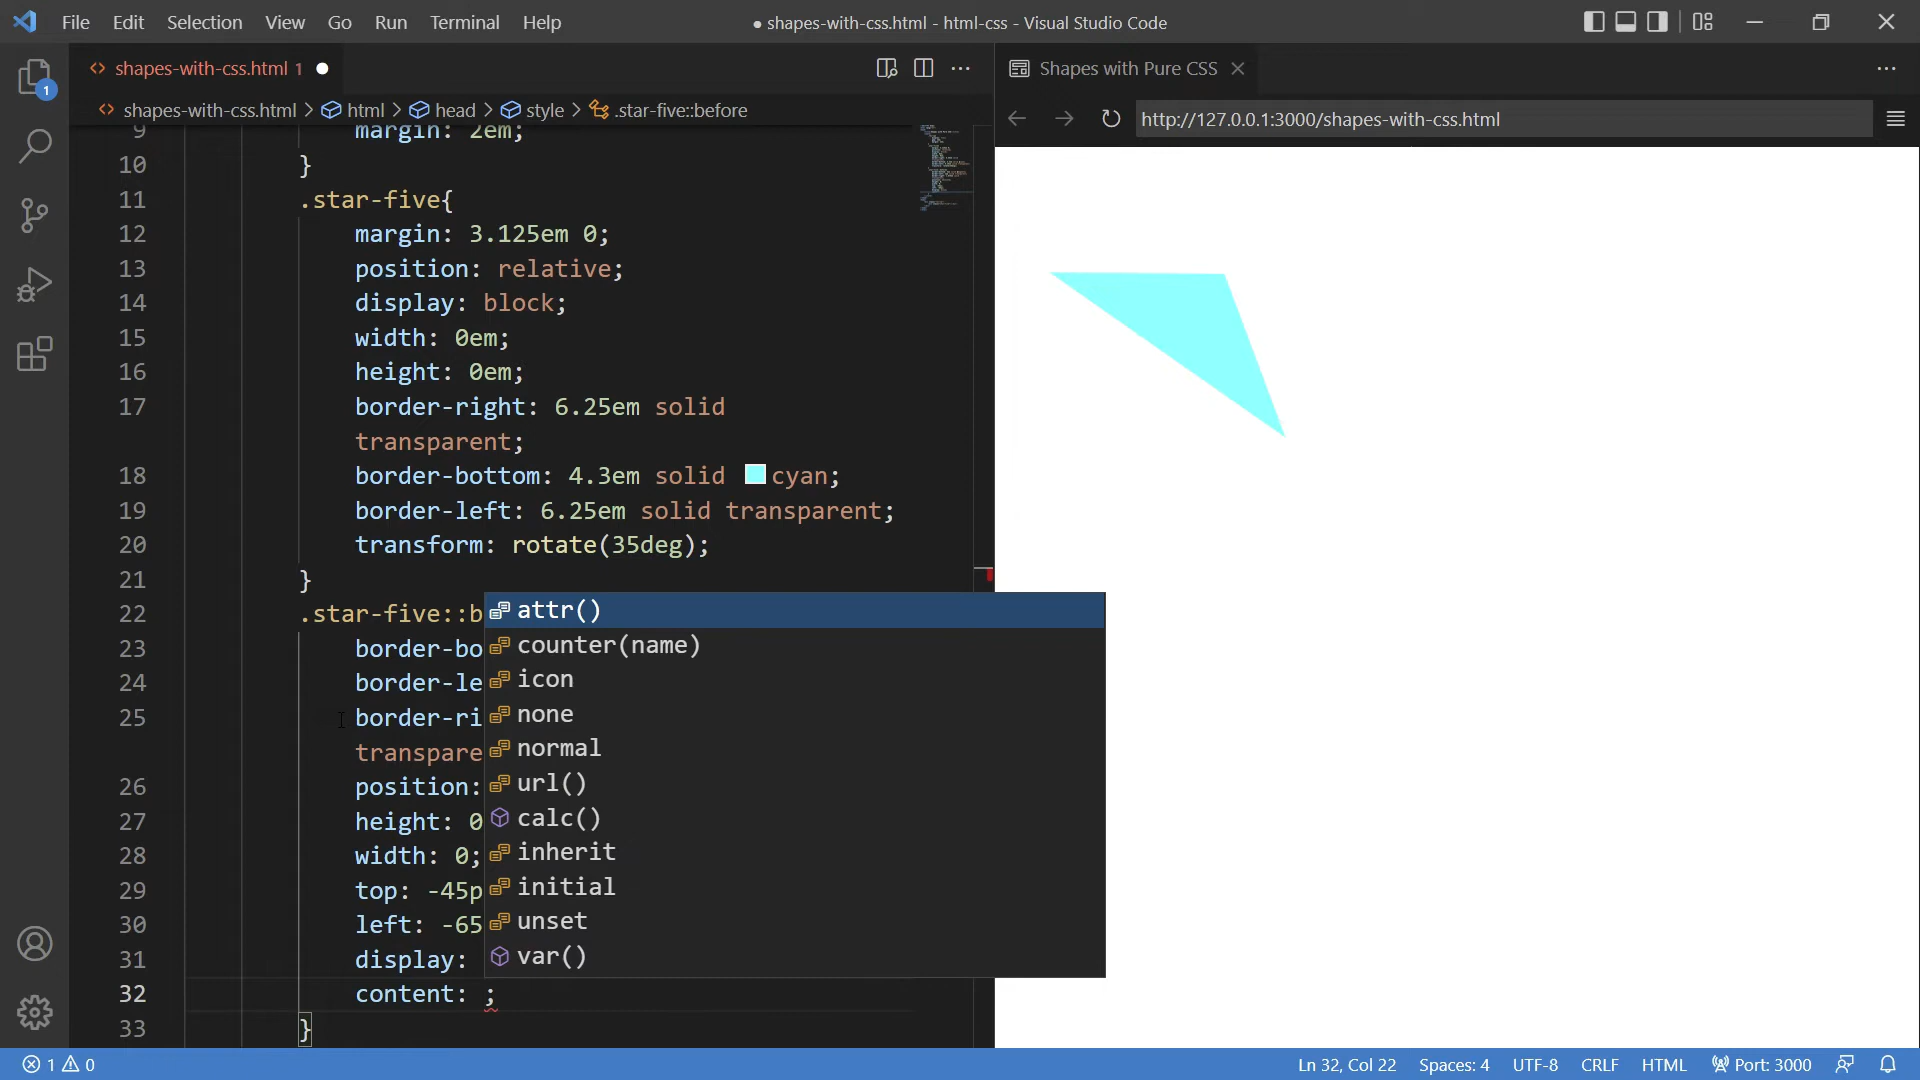 File Edit Selection View Go Run Terminal Help
● shapes-with-css.html - html-css - Visual Studio Code
shapes-with-css.html 1
Shapes with Pure CSS
shapes-with-css.html > html > head > style > .star-five::before
http://127.0.0.1:3000/shapes-with-css.html
1
9 margin: 2em;
10 }
11 .star-five{
12 margin: 3.125em 0;
13 position: relative;
14 display: block;
15 width: 0em;
16 height: 0em;
17 border-right: 6.25em solid
transparent;
18 border-bottom: 4.3em solid cyan;
19 border-left: 6.25em solid transparent;
20 transform: rotate(35deg);
21 }
22 .star-five::b
23 border-bo
24 border-le
25 border-ri
transpare
26 position:
27 height: 0
28 width: 0;
29 top: -45p
30 left: -65
31 display:
32 content: ;
33 }
attr()
counter(name)
icon
none
normal
url()
calc()
inherit
initial
unset
var()
1 0
Ln 32, Col 22 Spaces: 4 UTF-8 CRLF HTML Port: 3000